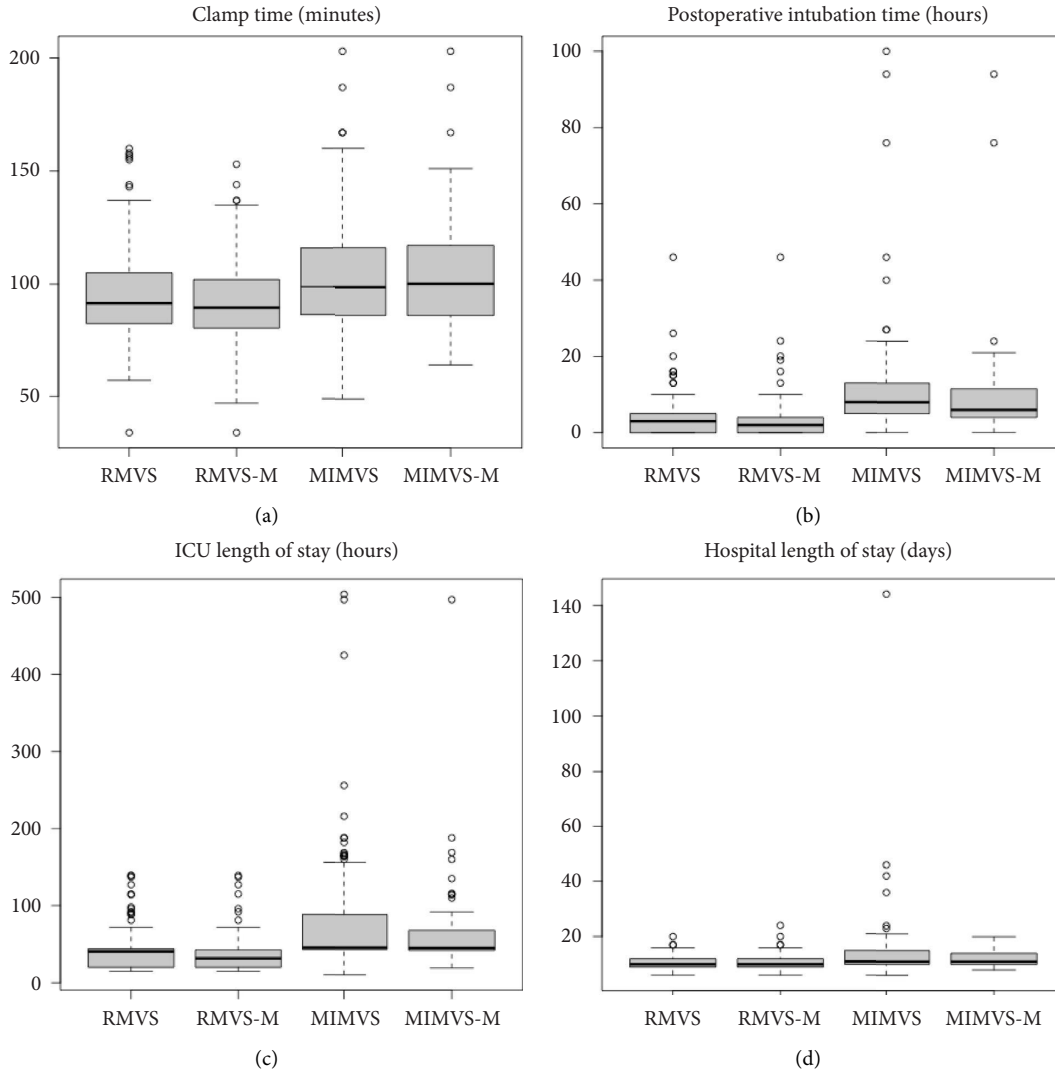 Clamp time (minutes)
200
150
100
50
RMVS RMVS-M MIMVS MIMVS-M
(a)
Postoperative intubation time (hours)
100
80
60
40
20
0
RMVS RMVS-M MIMVS MIMVS-M
(b)
ICU length of stay (hours)
500
400
300
200
100
0
RMVS RMVS-M MIMVS MIMVS-M
(c)
Hospital length of stay (days)
140
120
100
80
60
40
20
RMVS RMVS-M MIMVS MIMVS-M
(d)